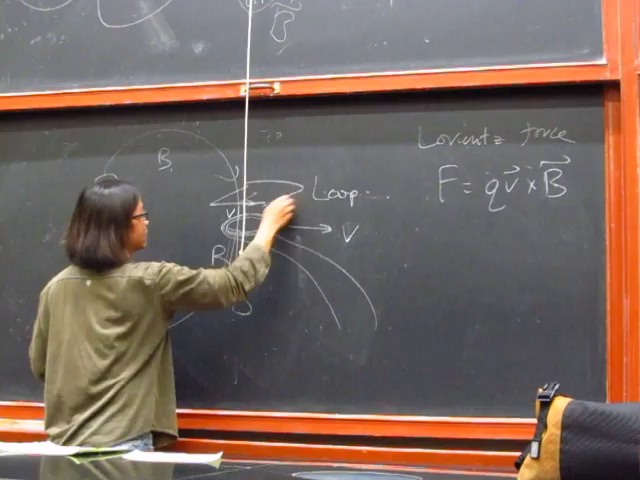 B
Lorentz force
B
Loop
F = qv⃗ × B⃗
V
V
B